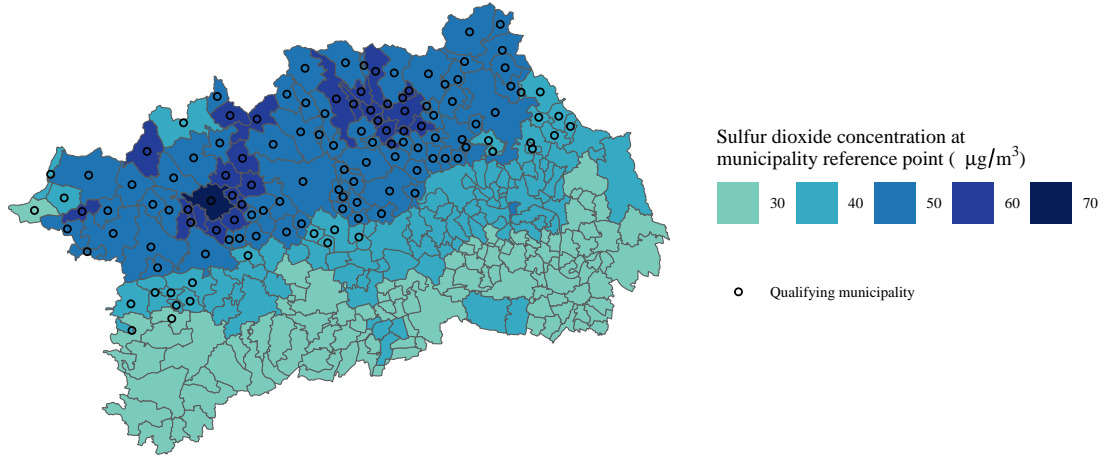 Sulfur dioxide concentration at
municipality reference point ( μg/m³)
30 40 50 60 70
Qualifying municipality